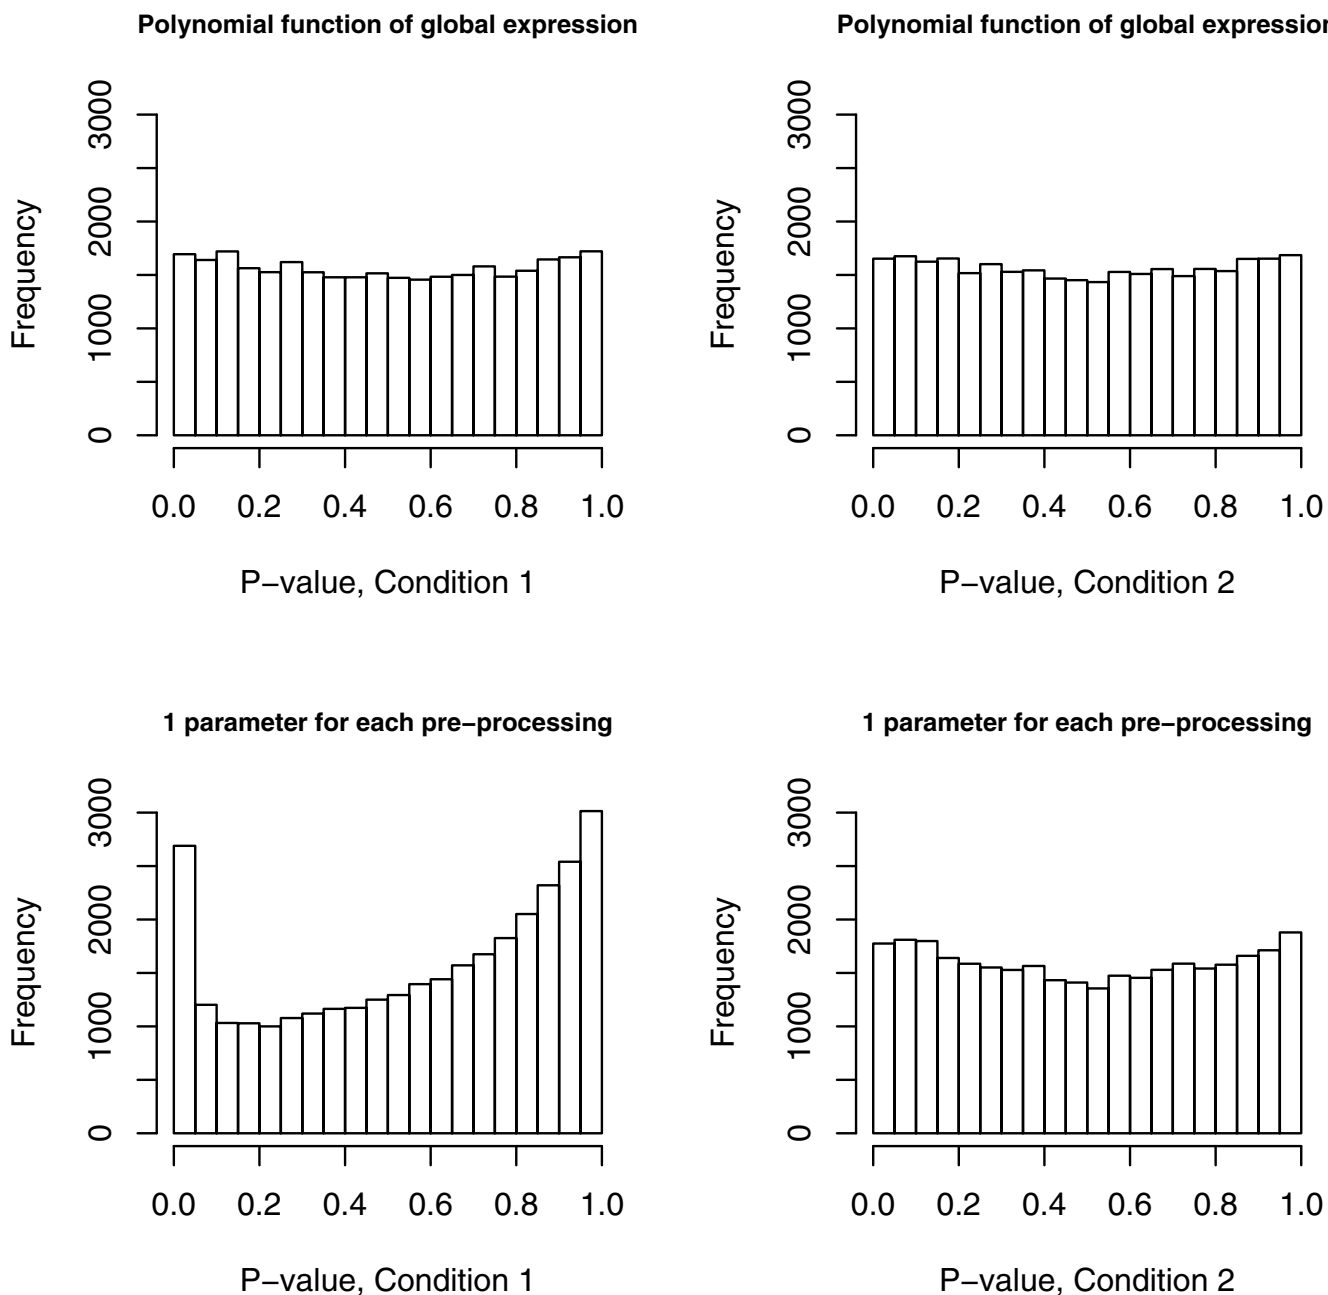 Polynomial function of global expression
Frequency
3000
2000
1000
0
0.0 0.2 0.4 0.6 0.8 1.0
P−value, Condition 1
Polynomial function of global expression
Frequency
3000
2000
1000
0
0.0 0.2 0.4 0.6 0.8 1.0
P−value, Condition 2
1 parameter for each pre−processing
Frequency
3000
2000
1000
0
0.0 0.2 0.4 0.6 0.8 1.0
P−value, Condition 1
1 parameter for each pre−processing
Frequency
3000
2000
1000
0
0.0 0.2 0.4 0.6 0.8 1.0
P−value, Condition 2